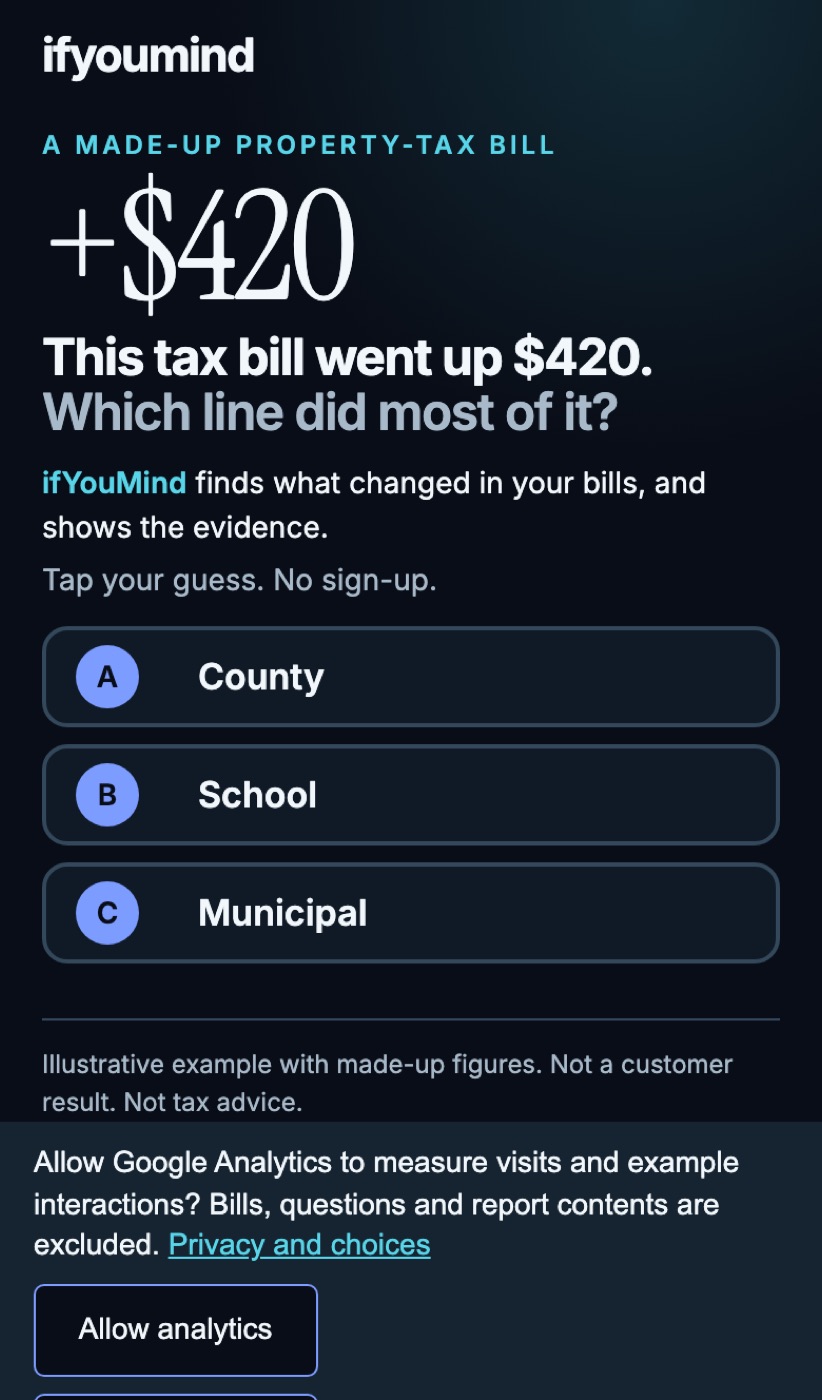 ifyoumind
A MADE-UP PROPERTY-TAX BILL
+$420
This tax bill went up $420.
Which line did most of it?
ifYouMind finds what changed in your bills, and
shows the evidence.
Tap your guess. No sign-up.
A County
B School
C Municipal
Illustrative example with made-up figures. Not a customer
result. Not tax advice.
Allow Google Analytics to measure visits and example
interactions? Bills, questions and report contents are
excluded. Privacy and choices
Allow analytics